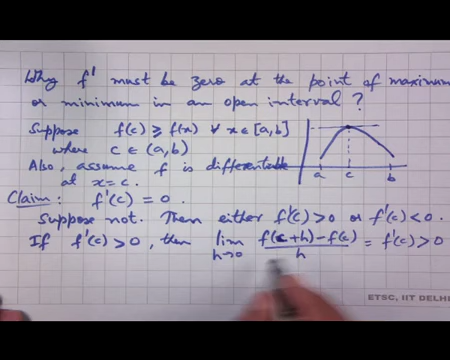 Why f' must be zero at the point of maximum
or minimum in an open interval ?
Suppose f(c) ⩾ f(x) ∀ x ∈ [a,b]
where c ∈ (a,b)
Also, assume f is differentiable
at x=c.
a c b
Claim: f'(c) = 0.
Suppose not. Then either f'(c)>0 or f'(c)<0.
If f'(c)>0, then lim h→0 (f(c+h)-f(c))/h = f'(c)>0
ETSC, IIT DELHI